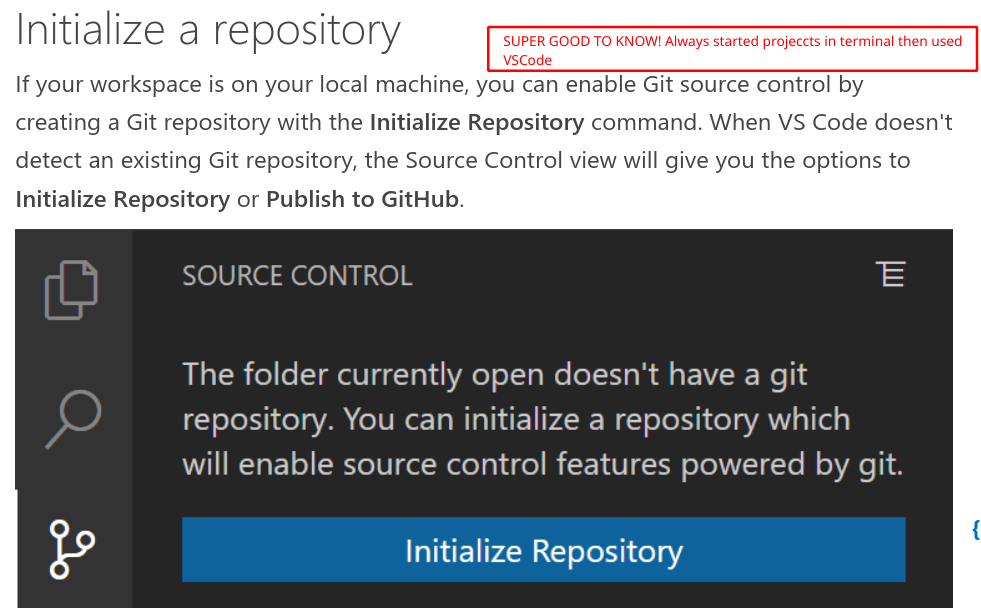 Initialize a repository
SUPER GOOD TO KNOW! Always started projeccts in terminal then used
VSCode
If your workspace is on your local machine, you can enable Git source control by
creating a Git repository with the Initialize Repository command. When VS Code doesn't
detect an existing Git repository, the Source Control view will give you the options to
Initialize Repository or Publish to GitHub.
SOURCE CONTROL
The folder currently open doesn't have a git
repository. You can initialize a repository which
will enable source control features powered by git.
Initialize Repository
{